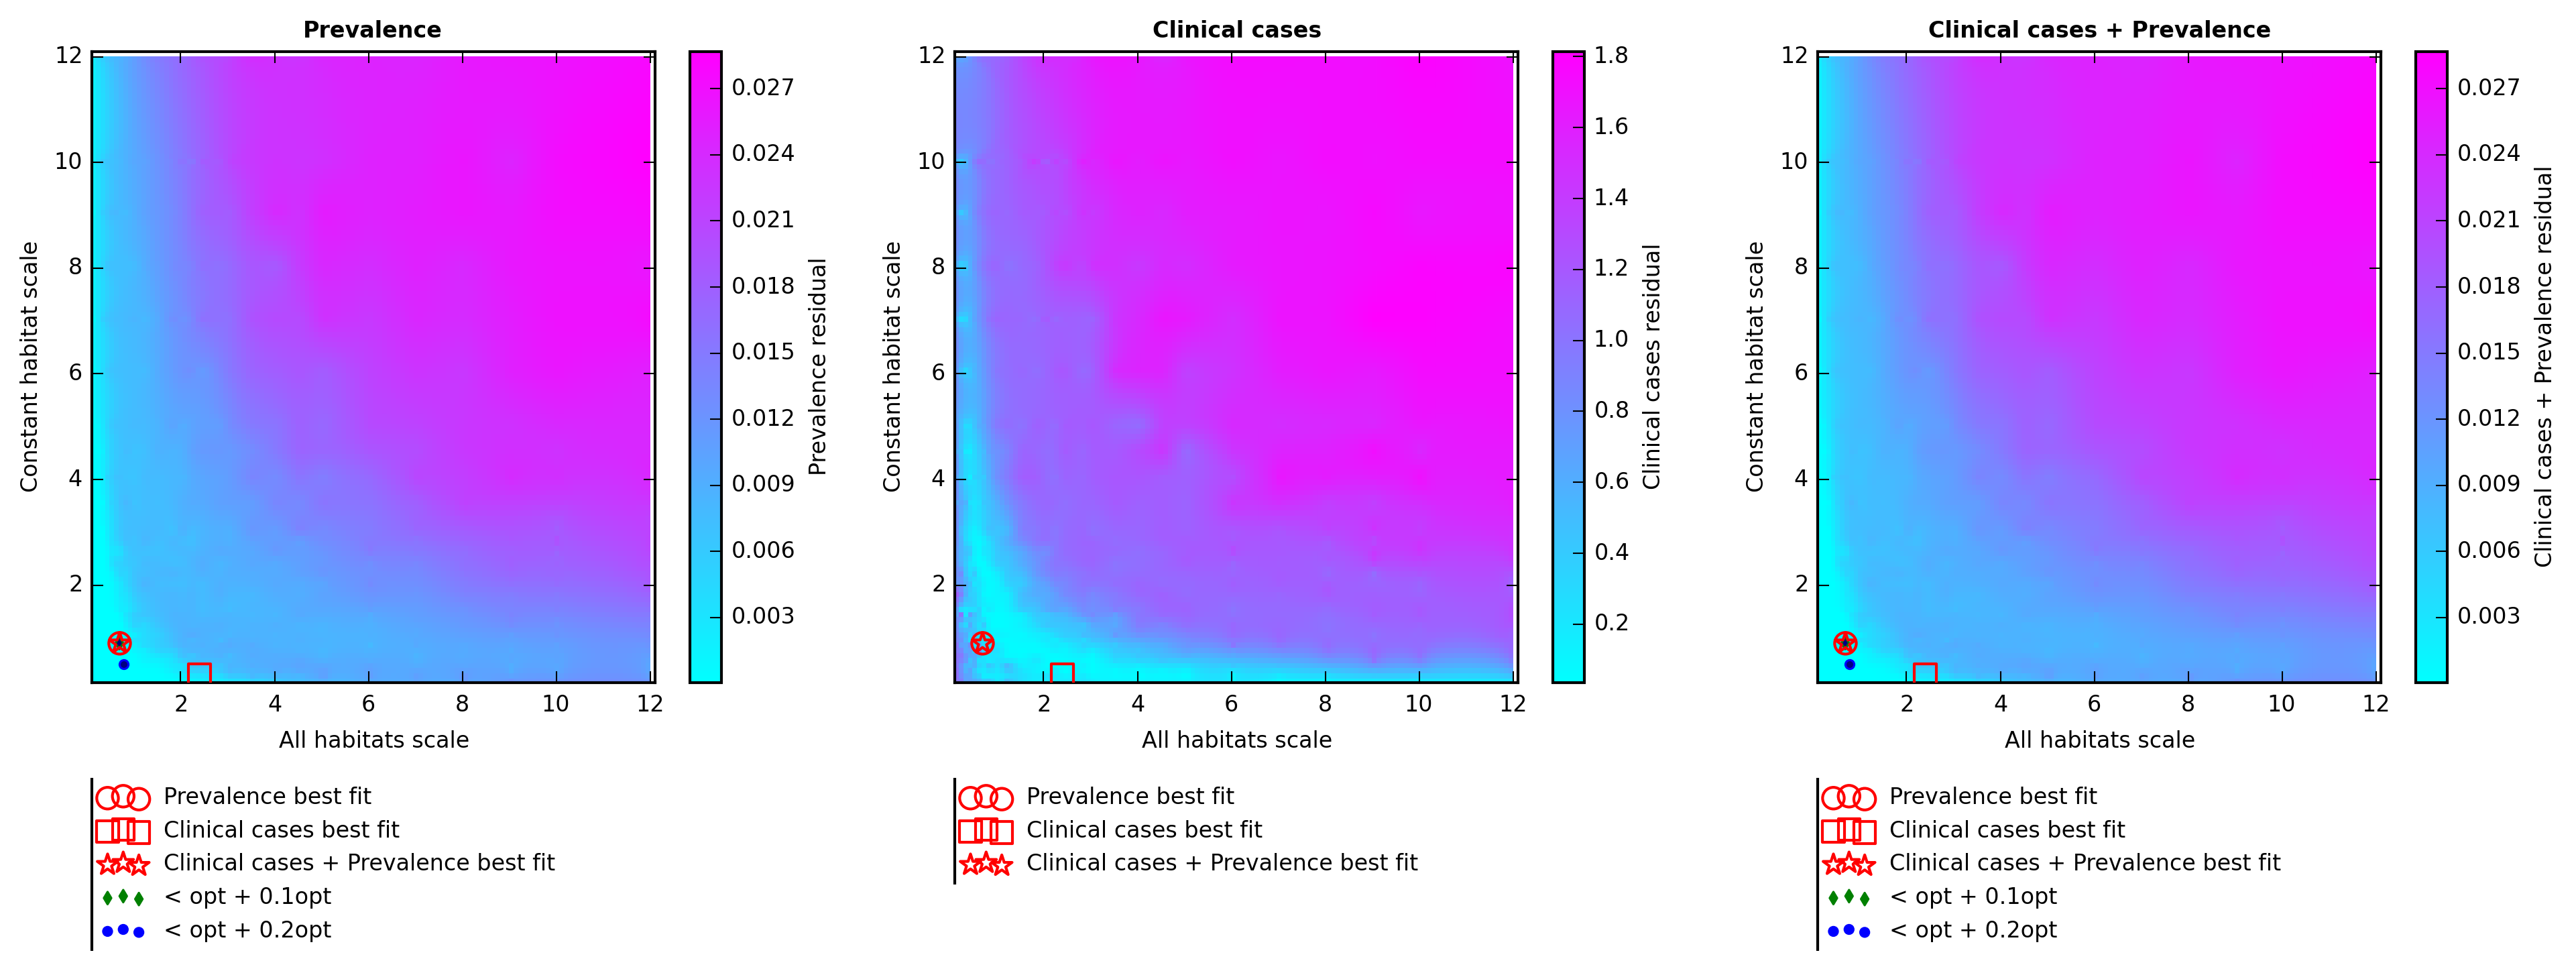 Prevalence
12
10
8
6
4
2
Constant habitat scale
2 4 6 8 10 12
All habitats scale
0.027
0.024
0.021
0.018
0.015
0.012
0.009
0.006
0.003
Prevalence residual
Prevalence best fit
Clinical cases best fit
Clinical cases + Prevalence best fit
< opt + 0.1opt
< opt + 0.2opt
Clinical cases
12
10
8
6
4
2
Constant habitat scale
2 4 6 8 10 12
All habitats scale
1.8
1.6
1.4
1.2
1.0
0.8
0.6
0.4
0.2
Clinical cases residual
Prevalence best fit
Clinical cases best fit
Clinical cases + Prevalence best fit
Clinical cases + Prevalence
12
10
8
6
4
2
Constant habitat scale
2 4 6 8 10 12
All habitats scale
0.027
0.024
0.021
0.018
0.015
0.012
0.009
0.006
0.003
Clinical cases + Prevalence residual
Prevalence best fit
Clinical cases best fit
Clinical cases + Prevalence best fit
< opt + 0.1opt
< opt + 0.2opt